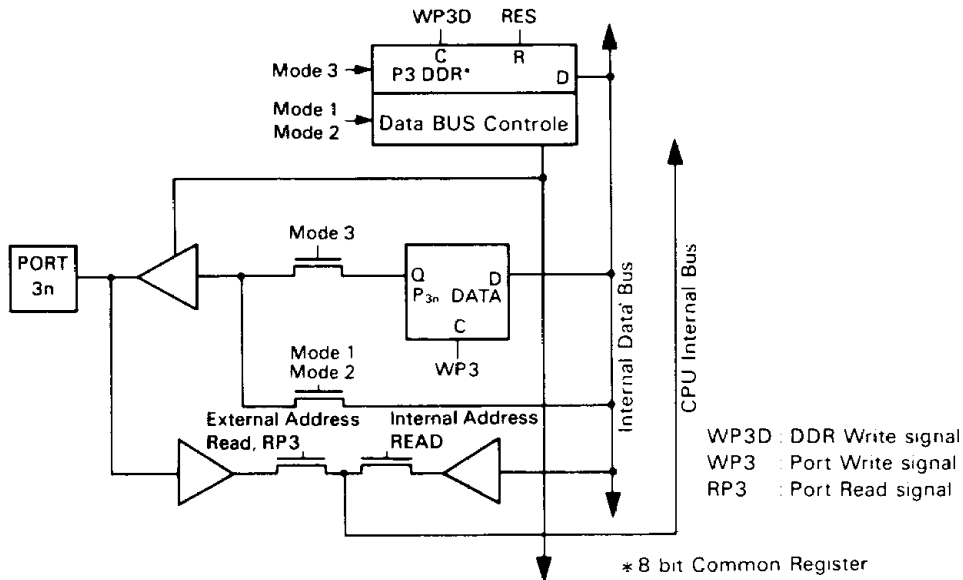 WP3D RES
C R
Mode 3 P3 DDR* D
Mode 1
Mode 2
Data BUS Controle
Mode 3
PORT
3n
Q D
P3n DATA
C
WP3
Mode 1
Mode 2
External Address
Read, RP3
Internal Address
READ
Internal Data Bus
CPU Internal Bus
WP3D : DDR Write signal
WP3 : Port Write signal
RP3 : Port Read signal
* 8 bit Common Register